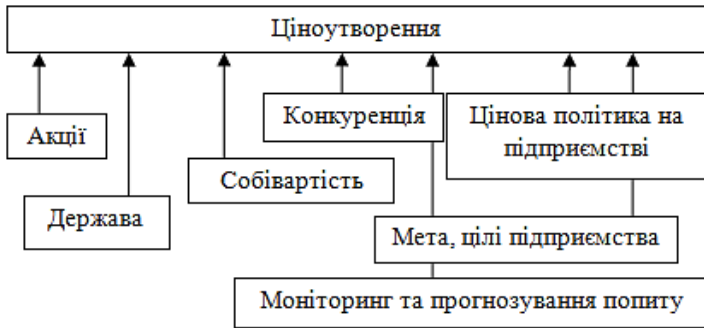 Ціноутворення
Конкуренція
Цінова політика на
підприємстві
Акції
Собівартість
Держава
Мета, цілі підприємства
Моніторинг та прогнозування попиту